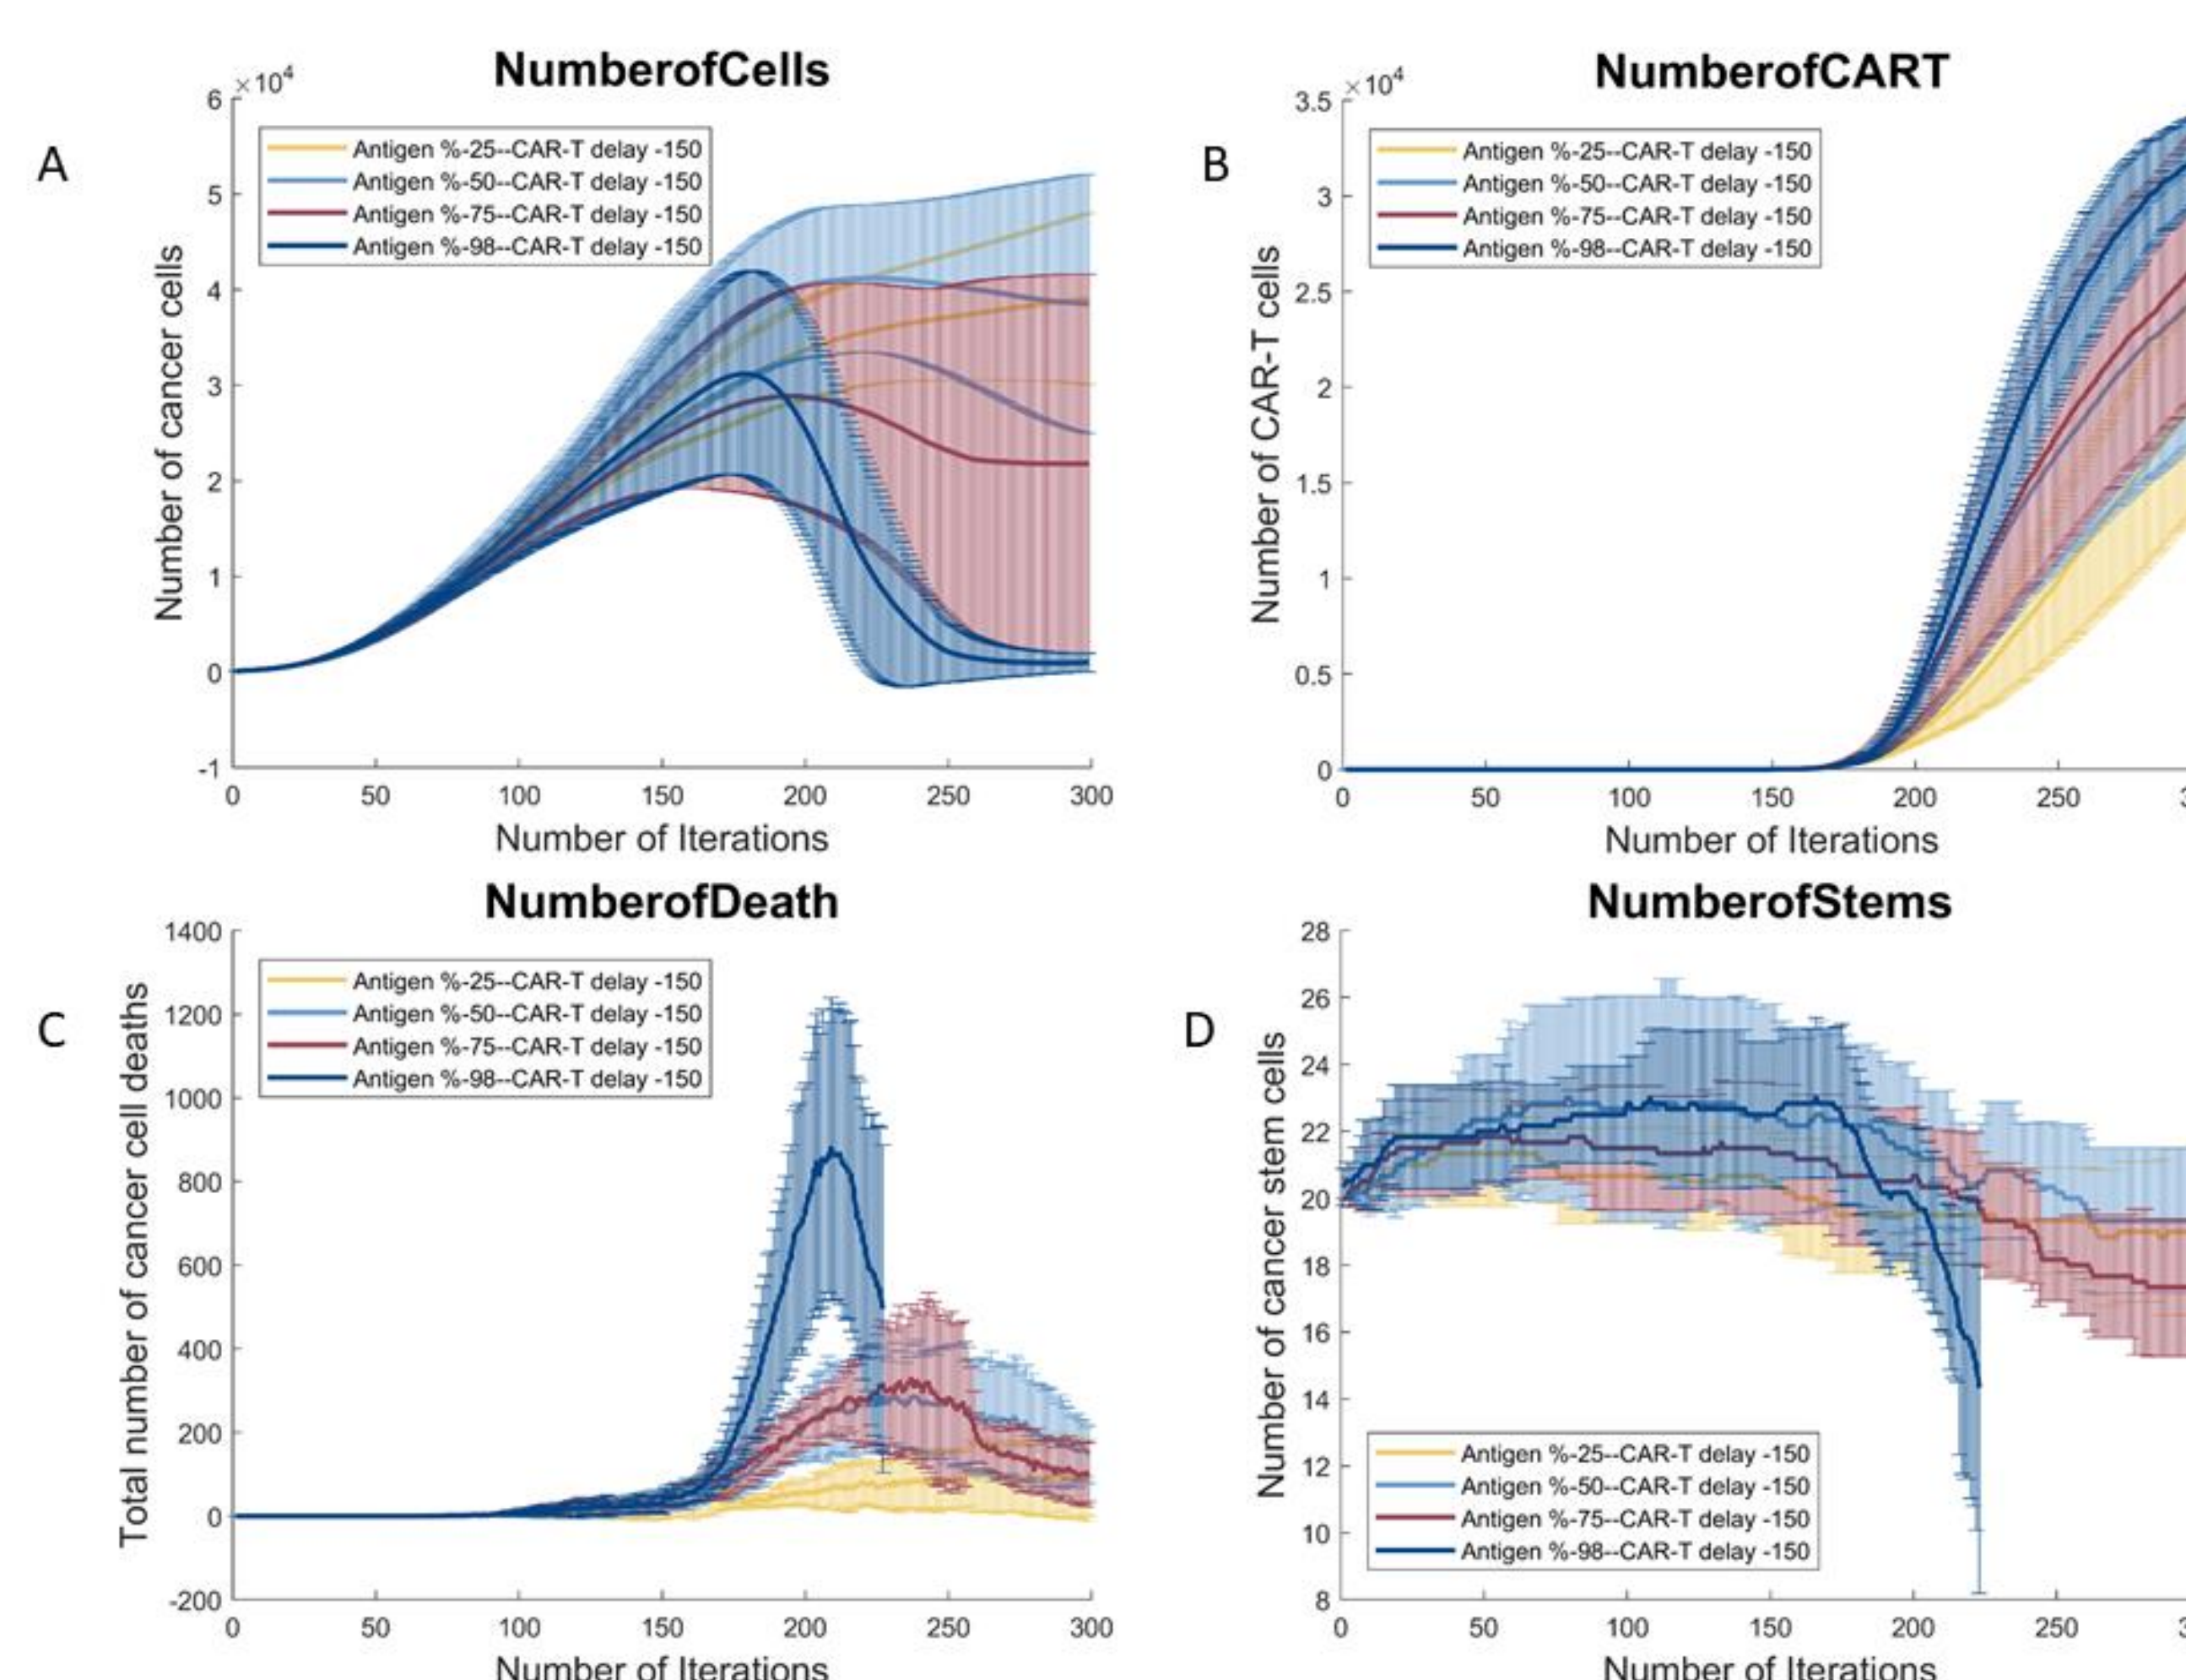 A
NumberofCells
×10⁴
6
5
4
3
2
1
0
-1
Number of cancer cells
Antigen %-25--CAR-T delay -150
Antigen %-50--CAR-T delay -150
Antigen %-75--CAR-T delay -150
Antigen %-98--CAR-T delay -150
0 50 100 150 200 250 300
Number of Iterations
B
NumberofCART
×10⁴
3.5
3
2.5
2
1.5
1
0.5
0
Number of CAR-T cells
Antigen %-25--CAR-T delay -150
Antigen %-50--CAR-T delay -150
Antigen %-75--CAR-T delay -150
Antigen %-98--CAR-T delay -150
0 50 100 150 200 250
Number of Iterations
C
NumberofDeath
1400
1200
1000
800
600
400
200
0
-200
Total number of cancer cell deaths
Antigen %-25--CAR-T delay -150
Antigen %-50--CAR-T delay -150
Antigen %-75--CAR-T delay -150
Antigen %-98--CAR-T delay -150
0 50 100 150 200 250 300
Number of Iterations
D
NumberofStems
28
26
24
22
20
18
16
14
12
10
8
Number of cancer stem cells
Antigen %-25--CAR-T delay -150
Antigen %-50--CAR-T delay -150
Antigen %-75--CAR-T delay -150
Antigen %-98--CAR-T delay -150
0 50 100 150 200 250
Number of Iterations